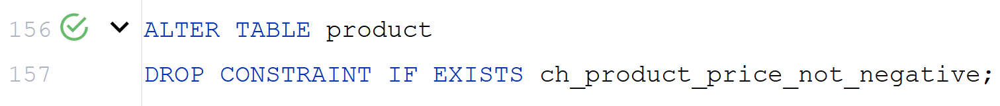 156 ALTER TABLE product
157 DROP CONSTRAINT IF EXISTS ch_product_price_not_negative;